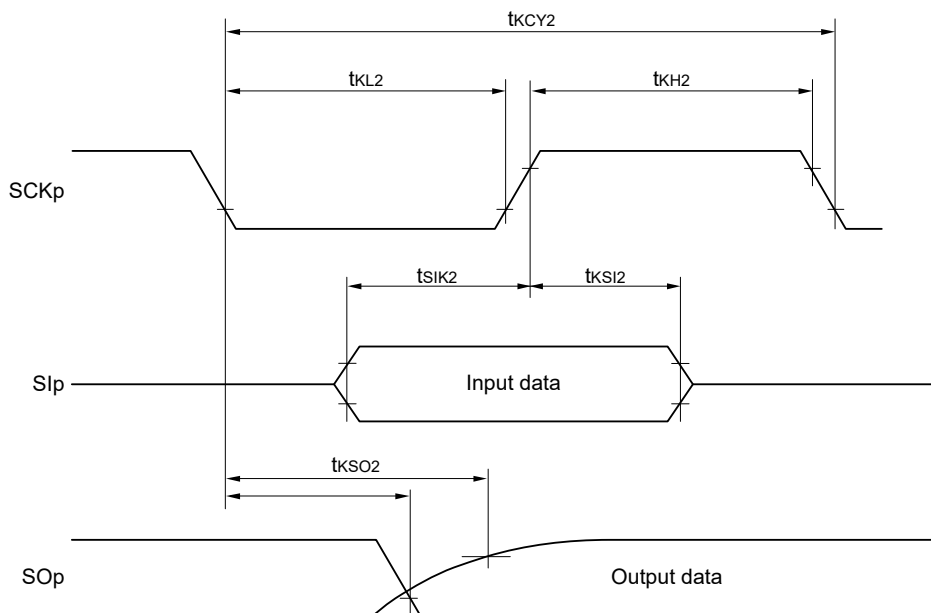 tKCY2
tKL2
tKH2
SCKp
tSIK2
tKSI2
SIp
Input data
tKSO2
SOp
Output data